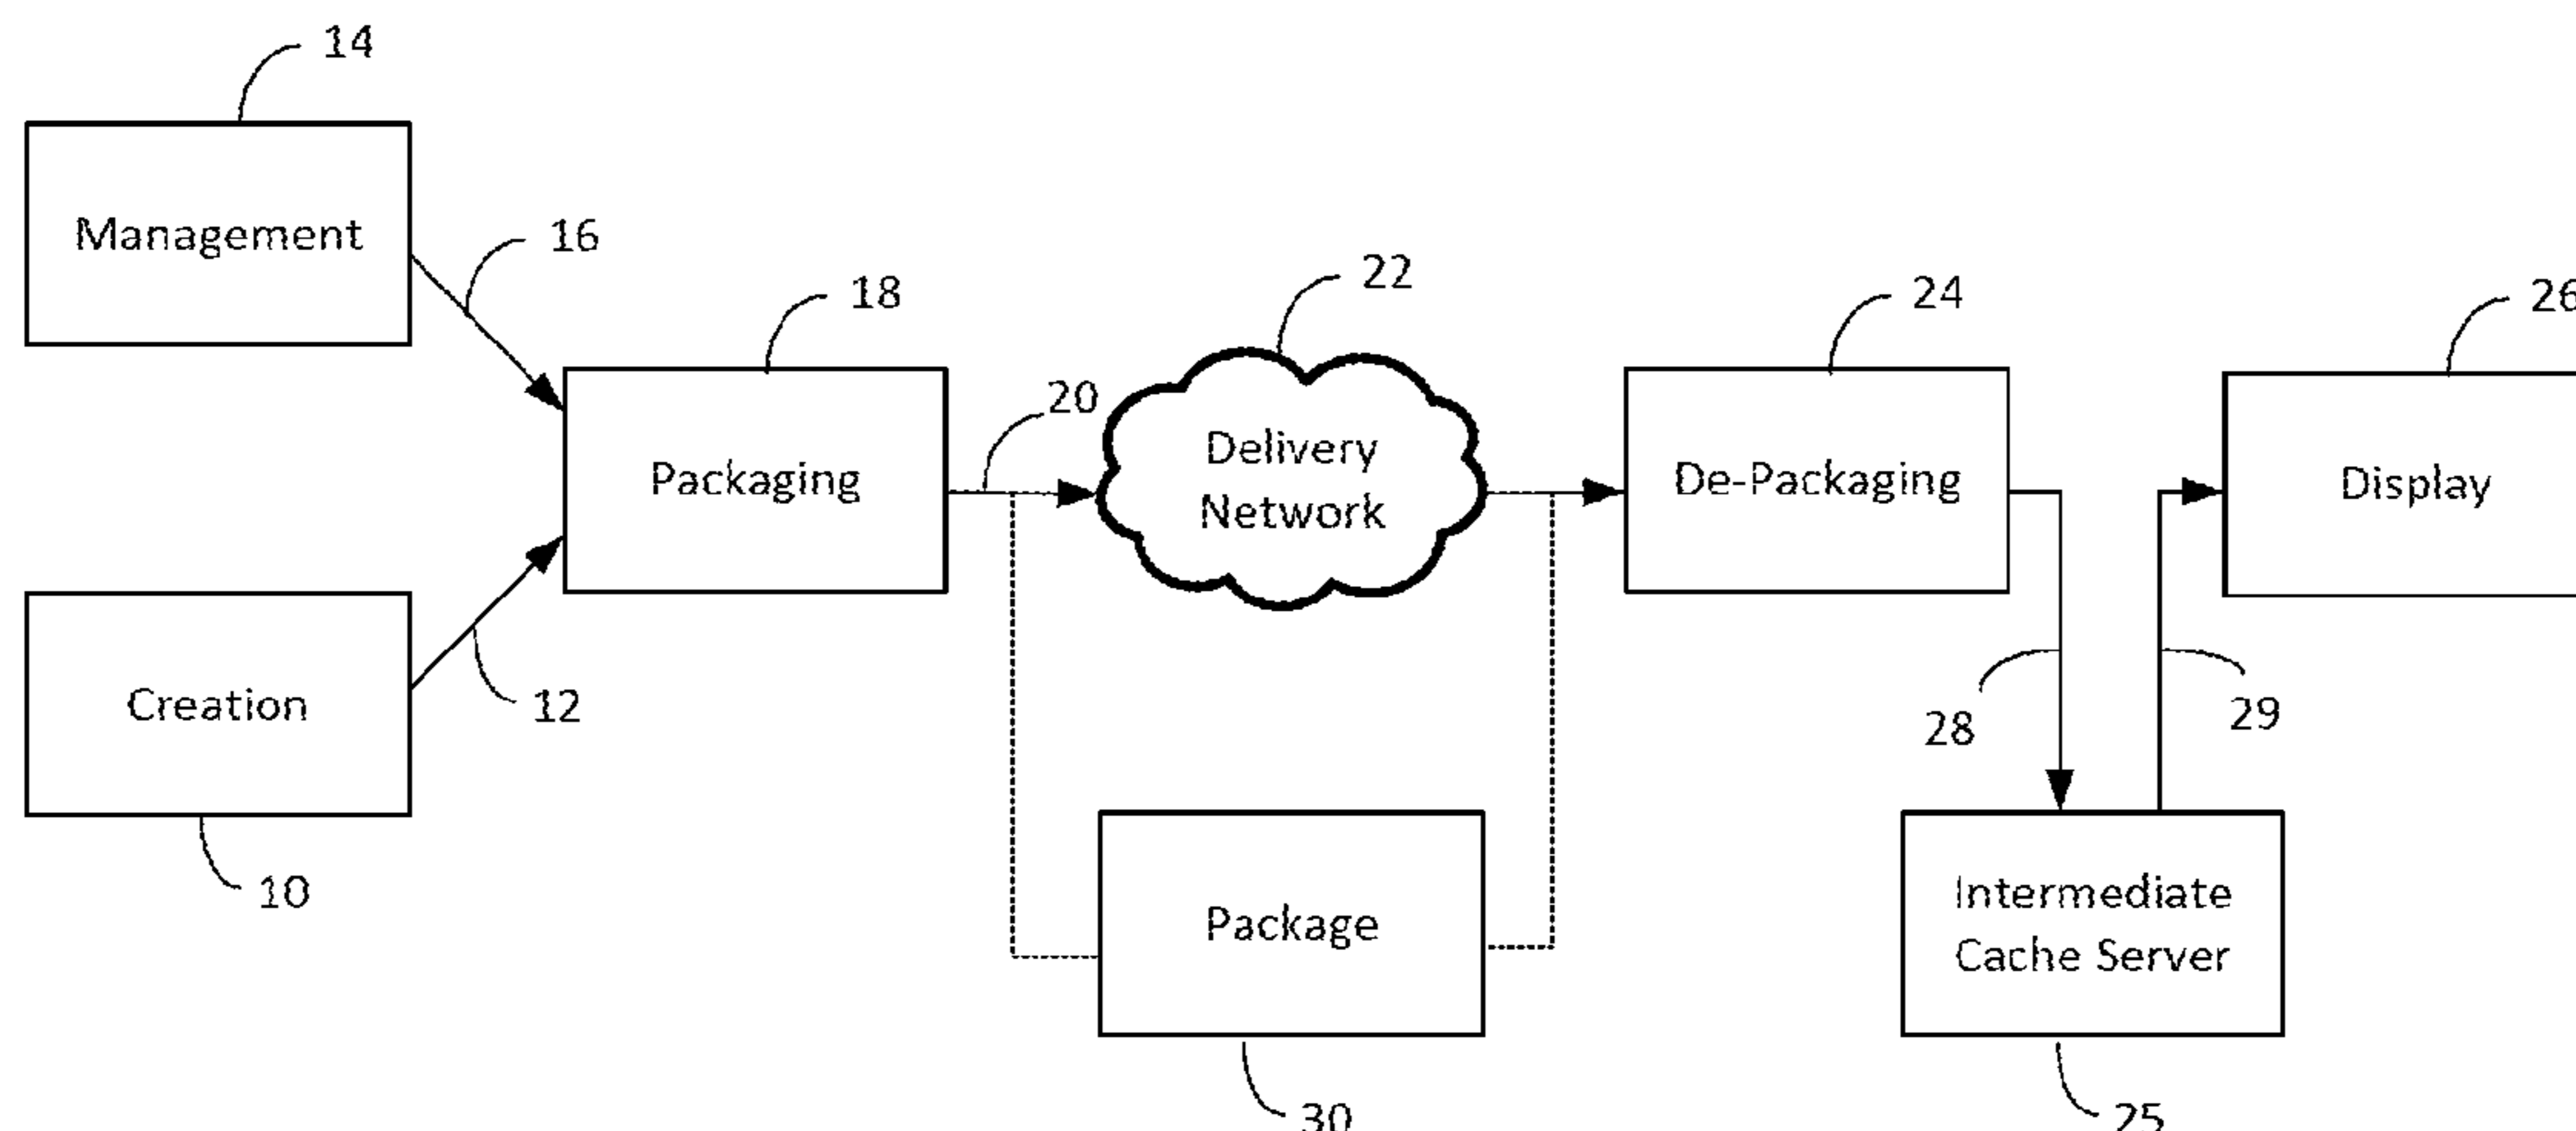 14
Management
16
18
22
24
26
20
Delivery
Network
Packaging
De-Packaging
Display
Creation
12
28
29
10
Package
Intermediate
Cache Server
30
25